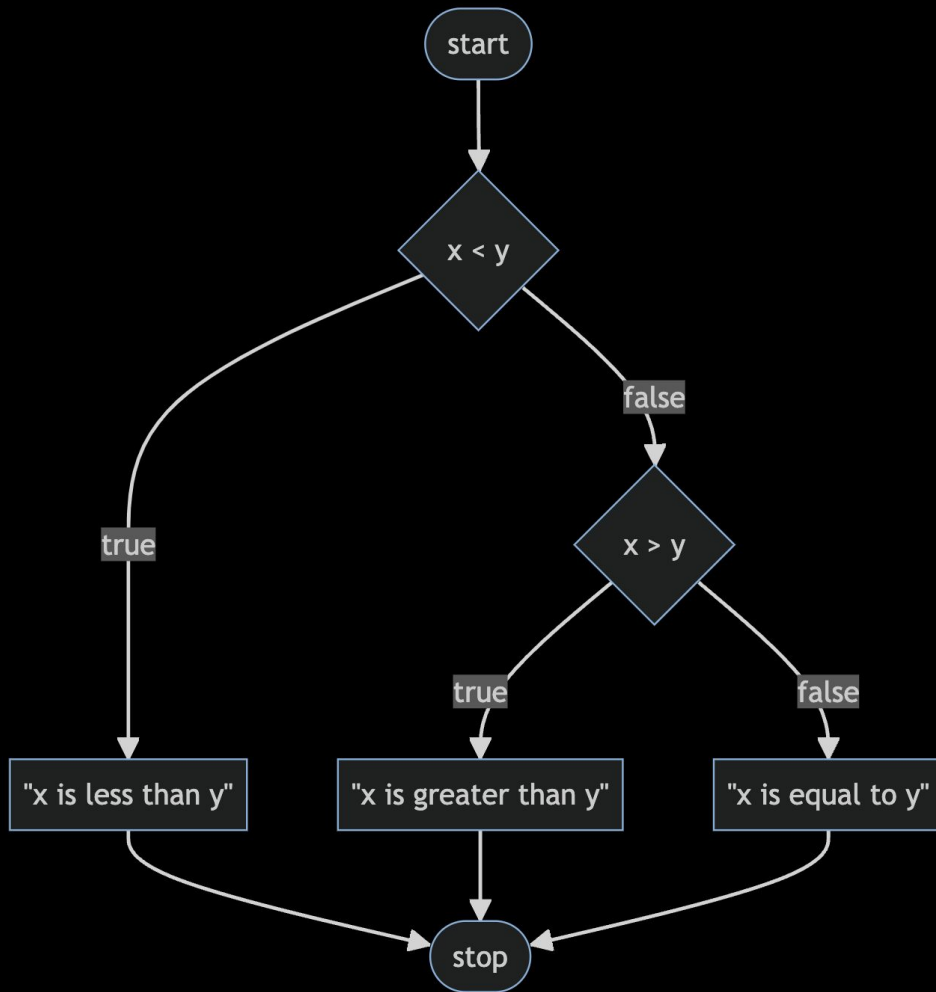 start
x < y
false
true
x > y
true
false
"x is less than y"
"x is greater than y"
"x is equal to y"
stop